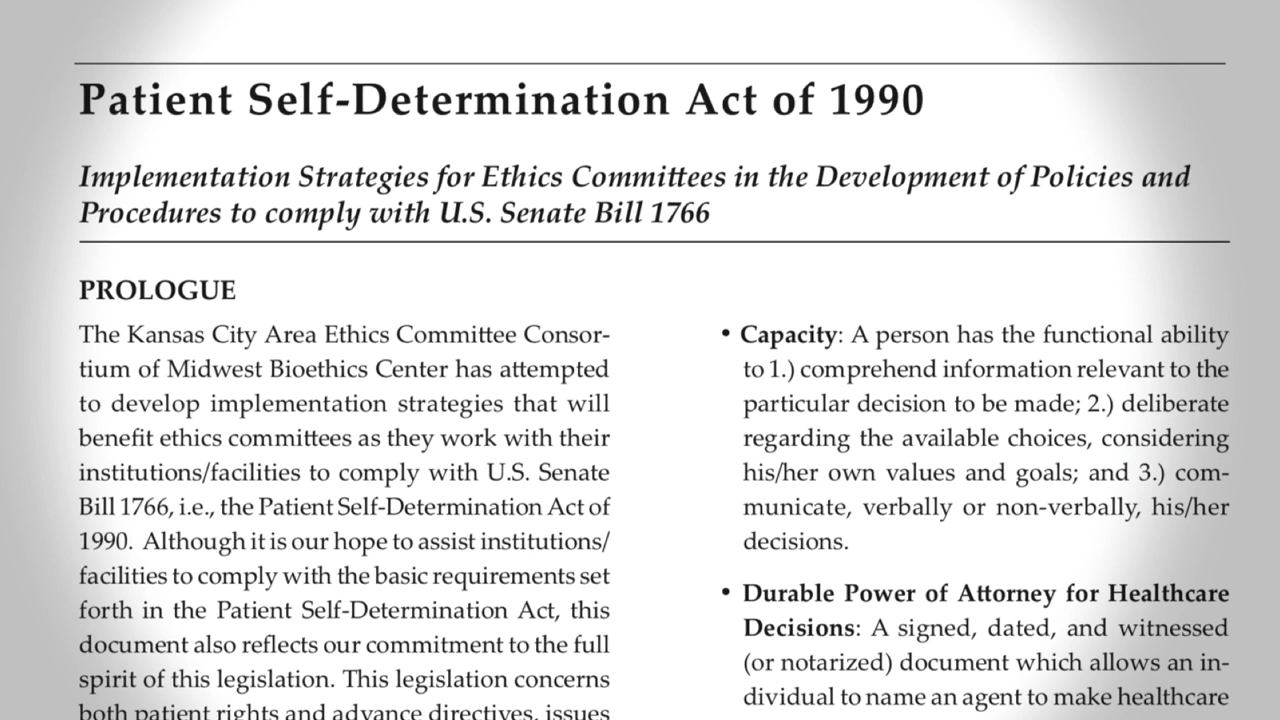 Patient Self-Determination Act of 1990
Implementation Strategies for Ethics Committees in the Development of Policies and
Procedures to comply with U.S. Senate Bill 1766
PROLOGUE
The Kansas City Area Ethics Committee Consor-
tium of Midwest Bioethics Center has attempted
to develop implementation strategies that will
benefit ethics committees as they work with their
institutions/facilities to comply with U.S. Senate
Bill 1766, i.e., the Patient Self-Determination Act of
1990. Although it is our hope to assist institutions/
facilities to comply with the basic requirements set
forth in the Patient Self-Determination Act, this
document also reflects our commitment to the full
spirit of this legislation. This legislation concerns
both patient rights and advance directives, issues
• Capacity: A person has the functional ability
to 1.) comprehend information relevant to the
particular decision to be made; 2.) deliberate
regarding the available choices, considering
his/her own values and goals; and 3.) com-
municate, verbally or non-verbally, his/her
decisions.
• Durable Power of Attorney for Healthcare
Decisions: A signed, dated, and witnessed
(or notarized) document which allows an in-
dividual to name an agent to make healthcare